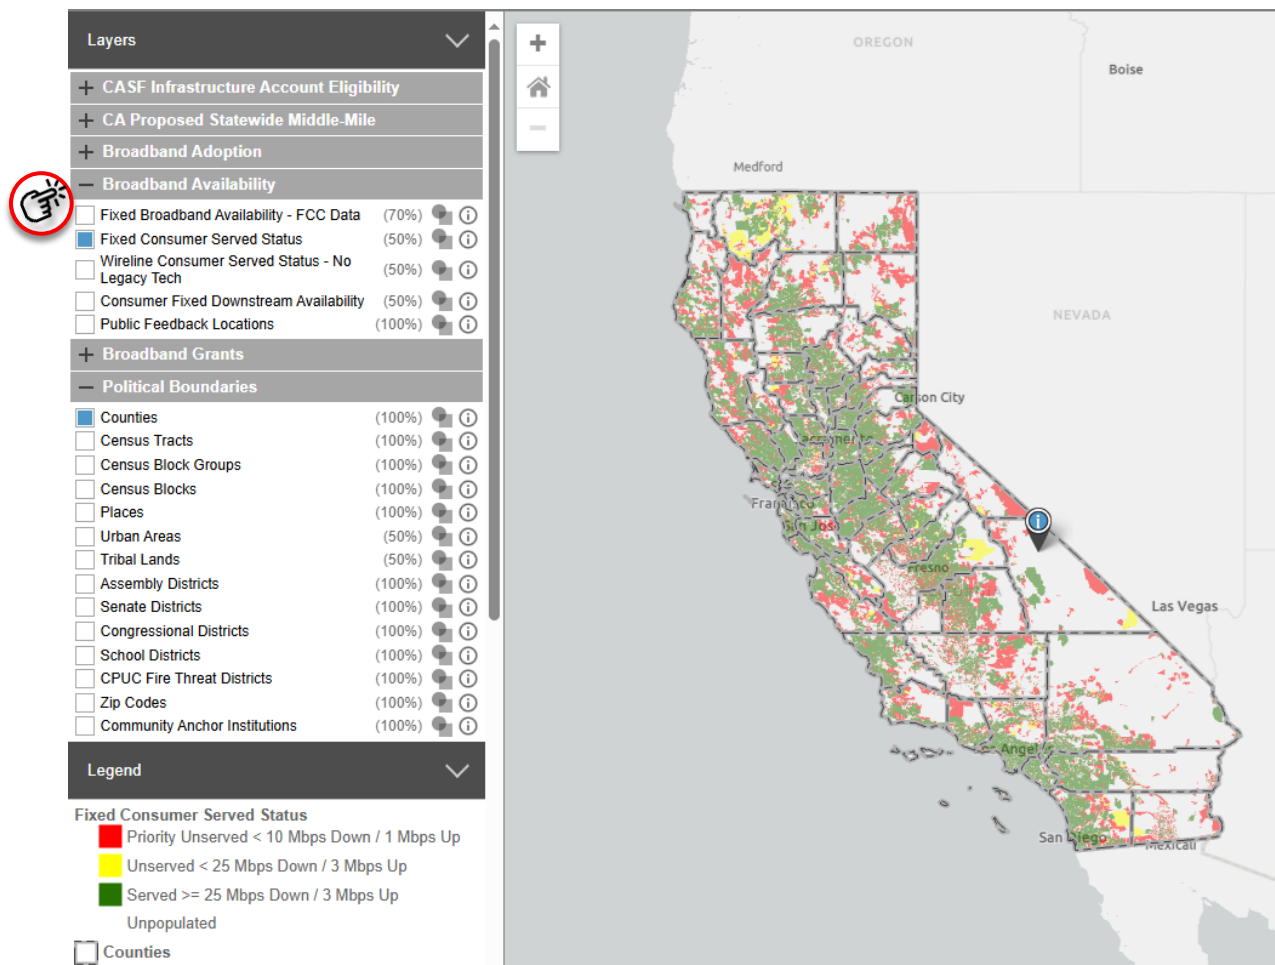 Layers
CASF Infrastructure Account Eligibility
CA Proposed Statewide Middle-Mile
Broadband Adoption
Broadband Availability
Fixed Broadband Availability - FCC Data (70%)
Fixed Consumer Served Status (50%)
Wireline Consumer Served Status - No
Legacy Tech (50%)
Consumer Fixed Downstream Availability (50%)
Public Feedback Locations (100%)
Broadband Grants
Political Boundaries
Counties (100%)
Census Tracts (100%)
Census Block Groups (100%)
Census Blocks (100%)
Places (100%)
Urban Areas (50%)
Tribal Lands (50%)
Assembly Districts (100%)
Senate Districts (100%)
Congressional Districts (100%)
School Districts (100%)
CPUC Fire Threat Districts (100%)
Zip Codes (100%)
Community Anchor Institutions (100%)
Legend
Fixed Consumer Served Status
Priority Unserved < 10 Mbps Down / 1 Mbps Up
Unserved < 25 Mbps Down / 3 Mbps Up
Served >= 25 Mbps Down / 3 Mbps Up
Unpopulated
Counties
OREGON
Boise
Medford
NEVADA
Carson City
Sacramento
Francisco
San Jose
Fresno
Las Vegas
Angel
San Diego
Mexicali